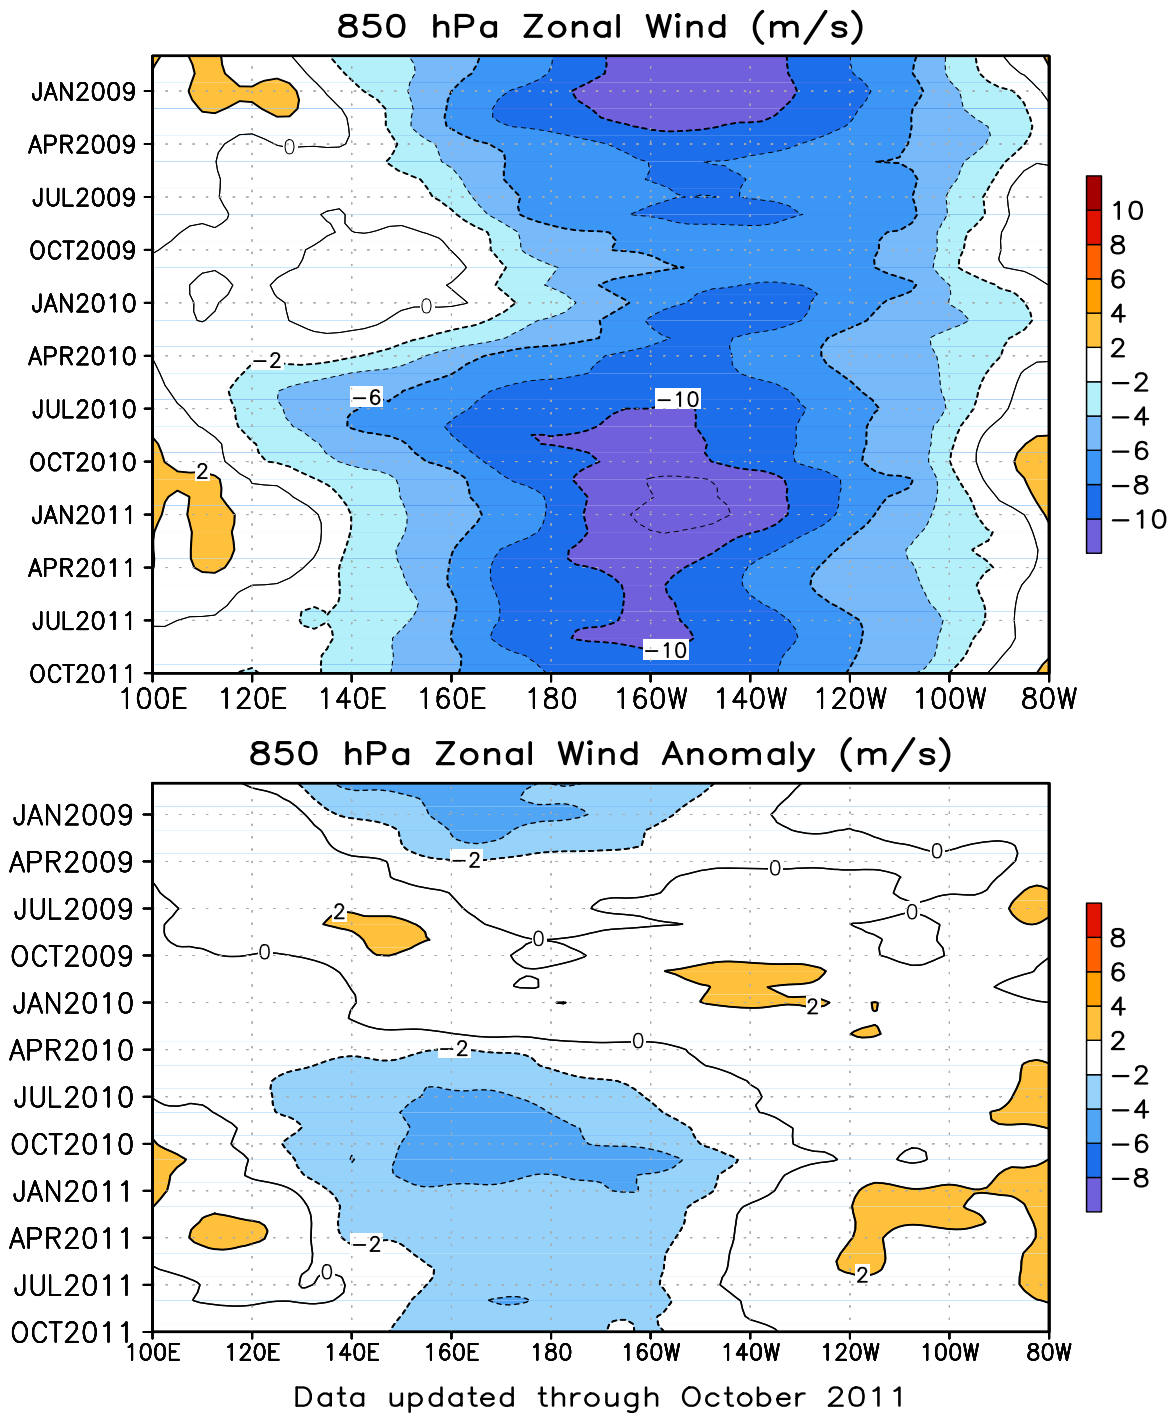 850 hPa Zonal Wind (m/s)
JAN2009
APR2009
JUL2009
OCT2009
JAN2010
APR2010
JUL2010
OCT2010
JAN2011
APR2011
JUL2011
OCT2011
0
0
−2
−6
−10
2
−10
100E 120E 140E 160E 180 160W 140W 120W 100W 80W
10
8
6
4
2
−2
−4
−6
−8
−10
850 hPa Zonal Wind Anomaly (m/s)
JAN2009
APR2009
JUL2009
OCT2009
JAN2010
APR2010
JUL2010
OCT2010
JAN2011
APR2011
JUL2011
OCT2011
−2 0
0
2 0
0
0
2
−2 0
−2
0 2
100E 120E 140E 160E 180 160W 140W 120W 100W 80W
8
6
4
2
−2
−4
−6
−8
Data updated through October 2011